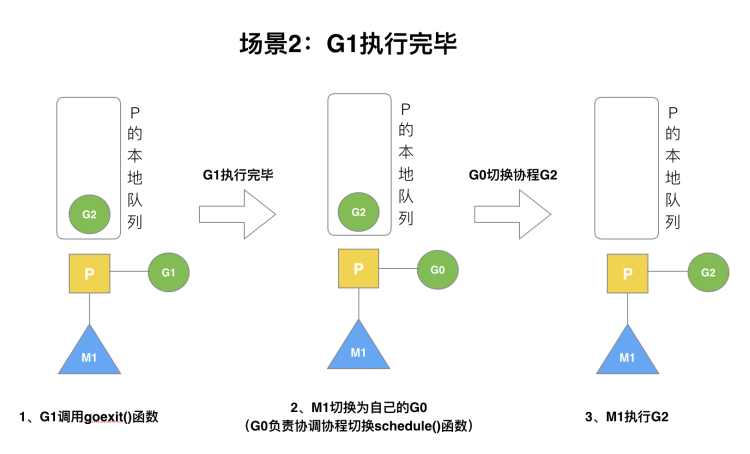 场景2：G1执行完毕
P的本地队列
G2
P
G1
M1
1、G1调用goexit()函数
G1执行完毕
P的本地队列
G2
P
G0
M1
2、M1切换为自己的G0
（G0负责协调协程切换schedule()函数）
G0切换协程G2
P的本地队列
P
G2
M1
3、M1执行G2